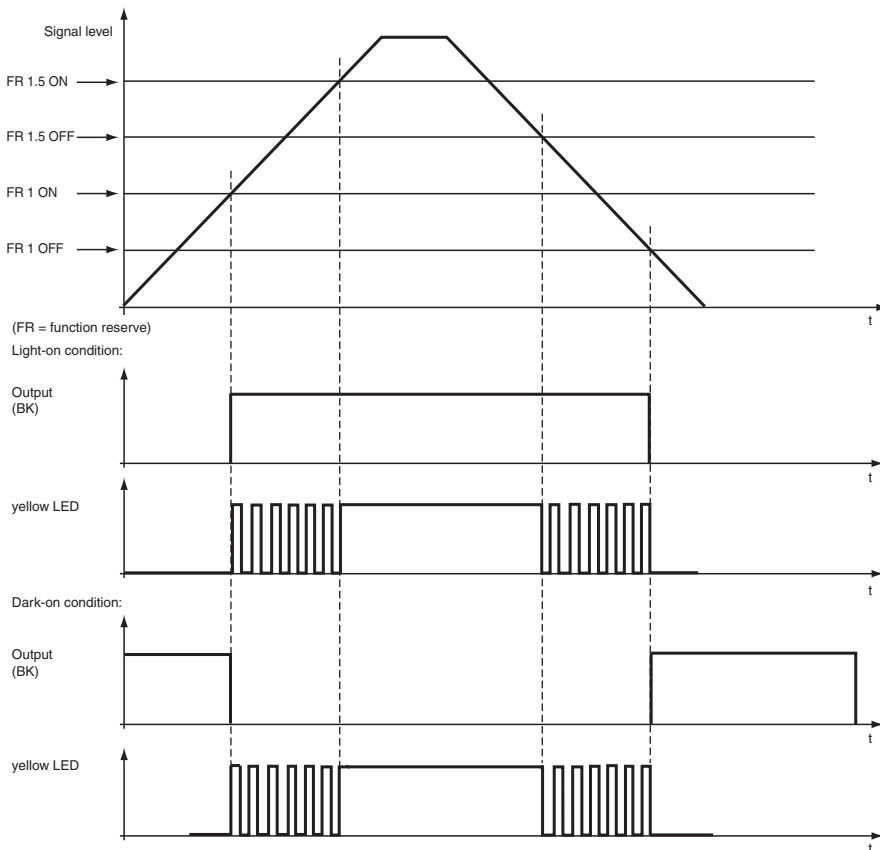 Signal level
FR 1.5 ON
FR 1.5 OFF
FR 1 ON
FR 1 OFF
t
(FR = function reserve)
Light-on condition:
Output
(BK)
t
yellow LED
t
Dark-on condition:
Output
(BK)
t
yellow LED
t